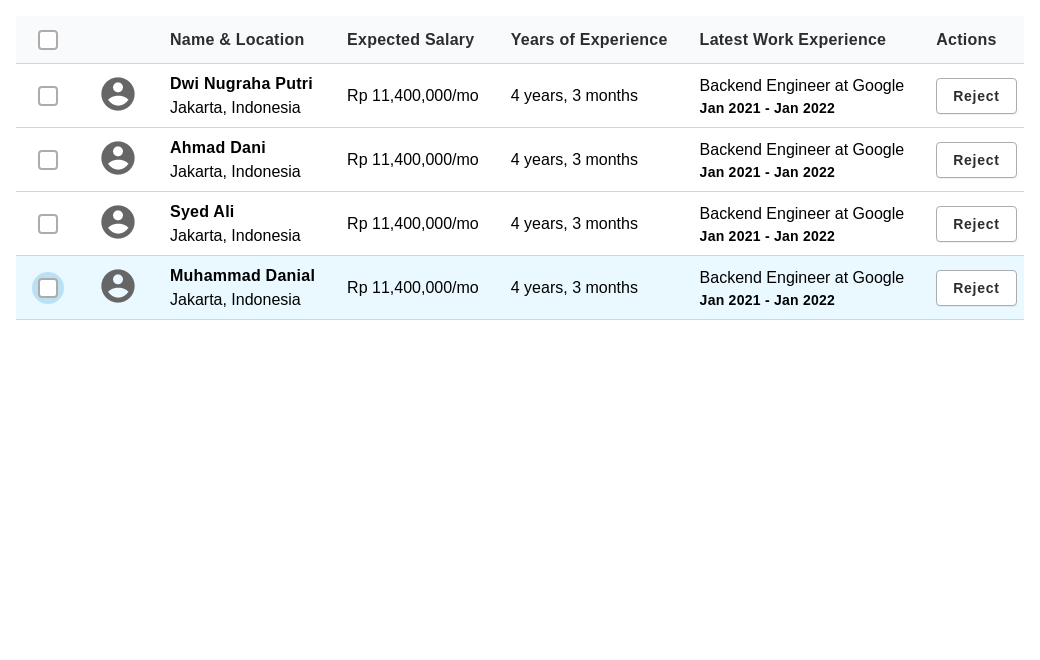 Name & Location Expected Salary Years of Experience Latest Work Experience Actions
Dwi Nugraha Putri
Jakarta, Indonesia
Rp 11,400,000/mo
4 years, 3 months
Backend Engineer at Google
Jan 2021 - Jan 2022
Reject
Ahmad Dani
Jakarta, Indonesia
Rp 11,400,000/mo
4 years, 3 months
Backend Engineer at Google
Jan 2021 - Jan 2022
Reject
Syed Ali
Jakarta, Indonesia
Rp 11,400,000/mo
4 years, 3 months
Backend Engineer at Google
Jan 2021 - Jan 2022
Reject
Muhammad Danial
Jakarta, Indonesia
Rp 11,400,000/mo
4 years, 3 months
Backend Engineer at Google
Jan 2021 - Jan 2022
Reject